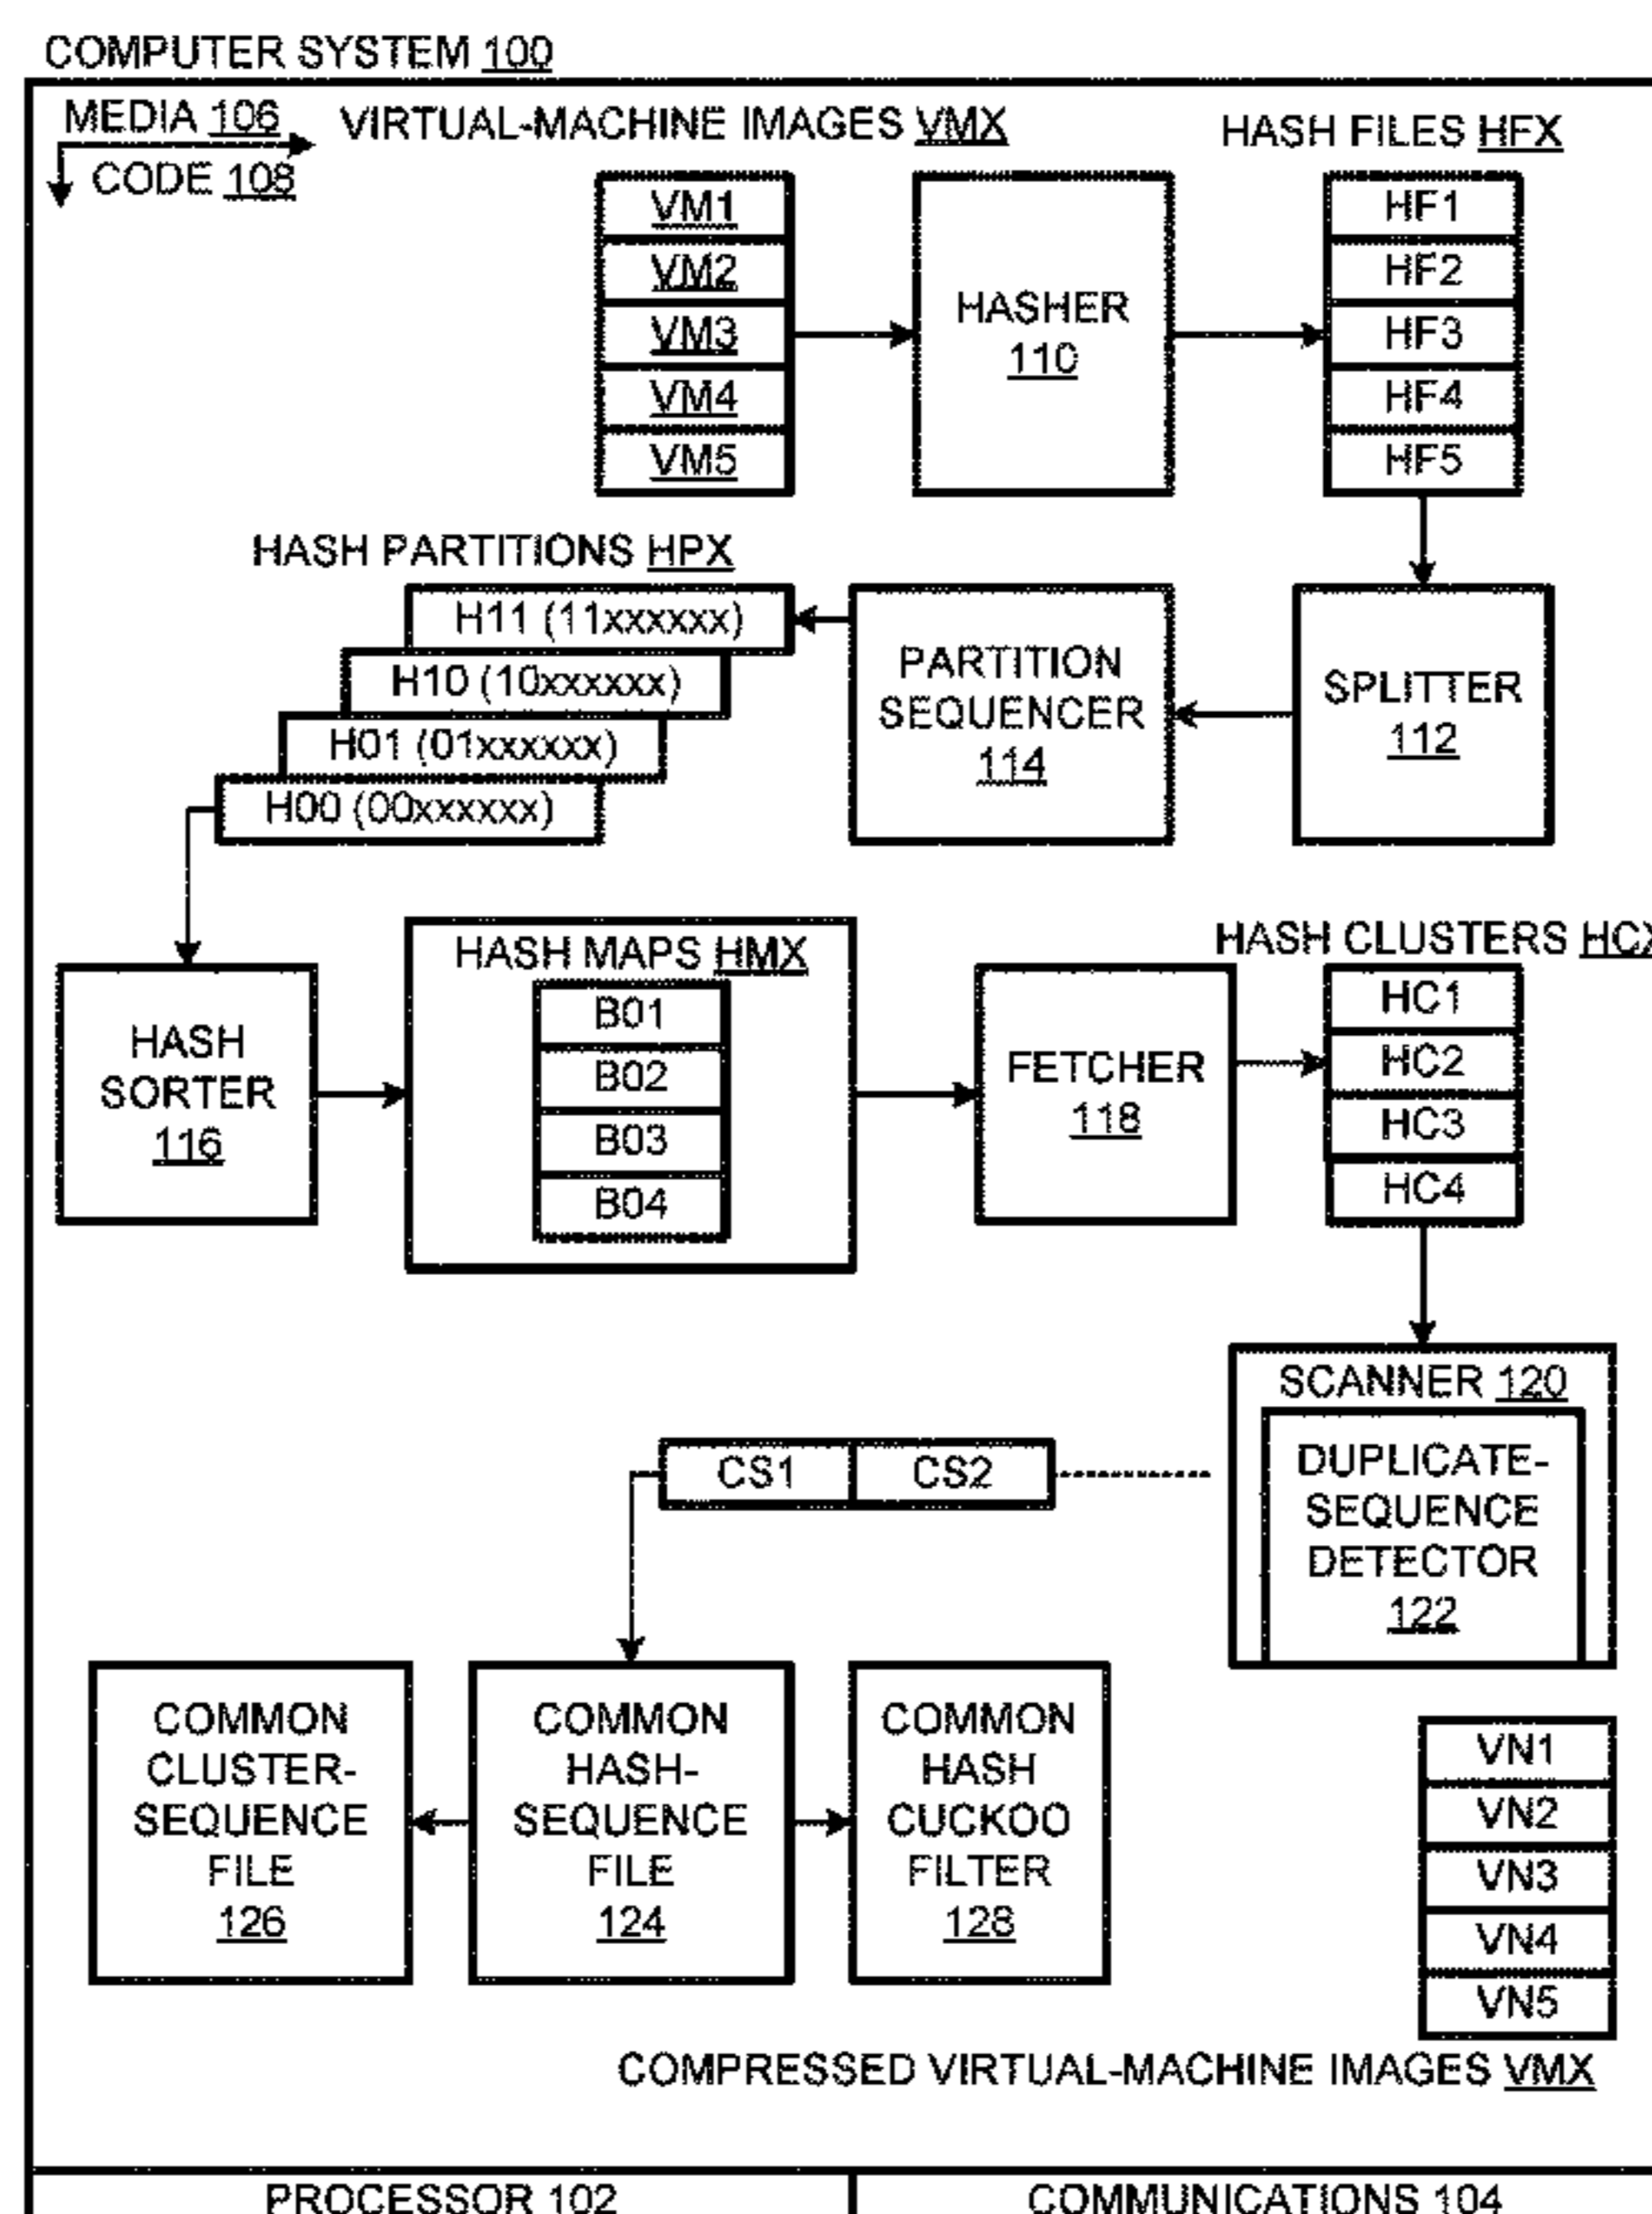 COMPUTER SYSTEM 100
MEDIA 106
CODE 108
VIRTUAL-MACHINE IMAGES VMX
HASH FILES HFX
VM1
VM2
VM3
VM4
VM5
HASHER
110
HF1
HF2
HF3
HF4
HF5
HASH PARTITIONS HPX
H11 (11xxxxxx)
H10 (10xxxxxx)
H01 (01xxxxxx)
H00 (00xxxxxx)
PARTITION
SEQUENCER
114
SPLITTER
112
HASH
SORTER
116
HASH MAPS HMX
B01
B02
B03
B04
FETCHER
118
HASH CLUSTERS HCX
HC1
HC2
HC3
HC4
SCANNER 120
DUPLICATE-
SEQUENCE
DETECTOR
122
CS1
CS2
COMMON
CLUSTER-
SEQUENCE
FILE
126
COMMON
HASH-
SEQUENCE
FILE
124
COMMON
HASH
CUCKOO
FILTER
128
VN1
VN2
VN3
VN4
VN5
COMPRESSED VIRTUAL-MACHINE IMAGES VMX
PROCESSOR 102
COMMUNICATIONS 104